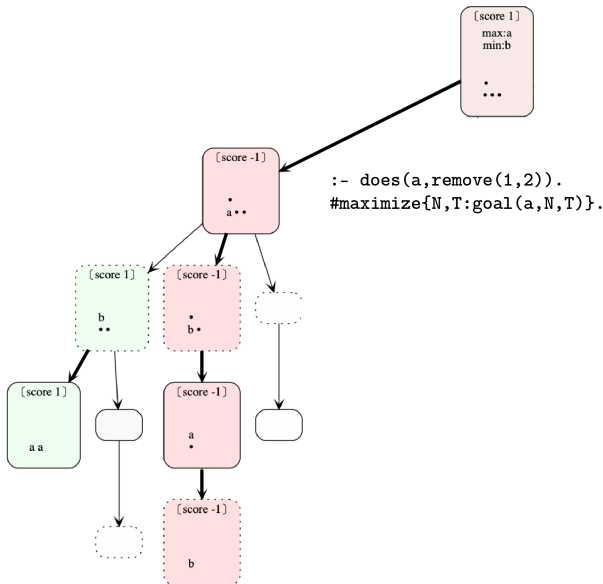 〔score 1〕
max:a
min:b
〔score -1〕
a
:- does(a,remove(1,2)).
#maximize{N,T:goal(a,N,T)}.
〔score 1〕
b
〔score -1〕
b
〔score 1〕
a a
〔score -1〕
a
〔score -1〕
b